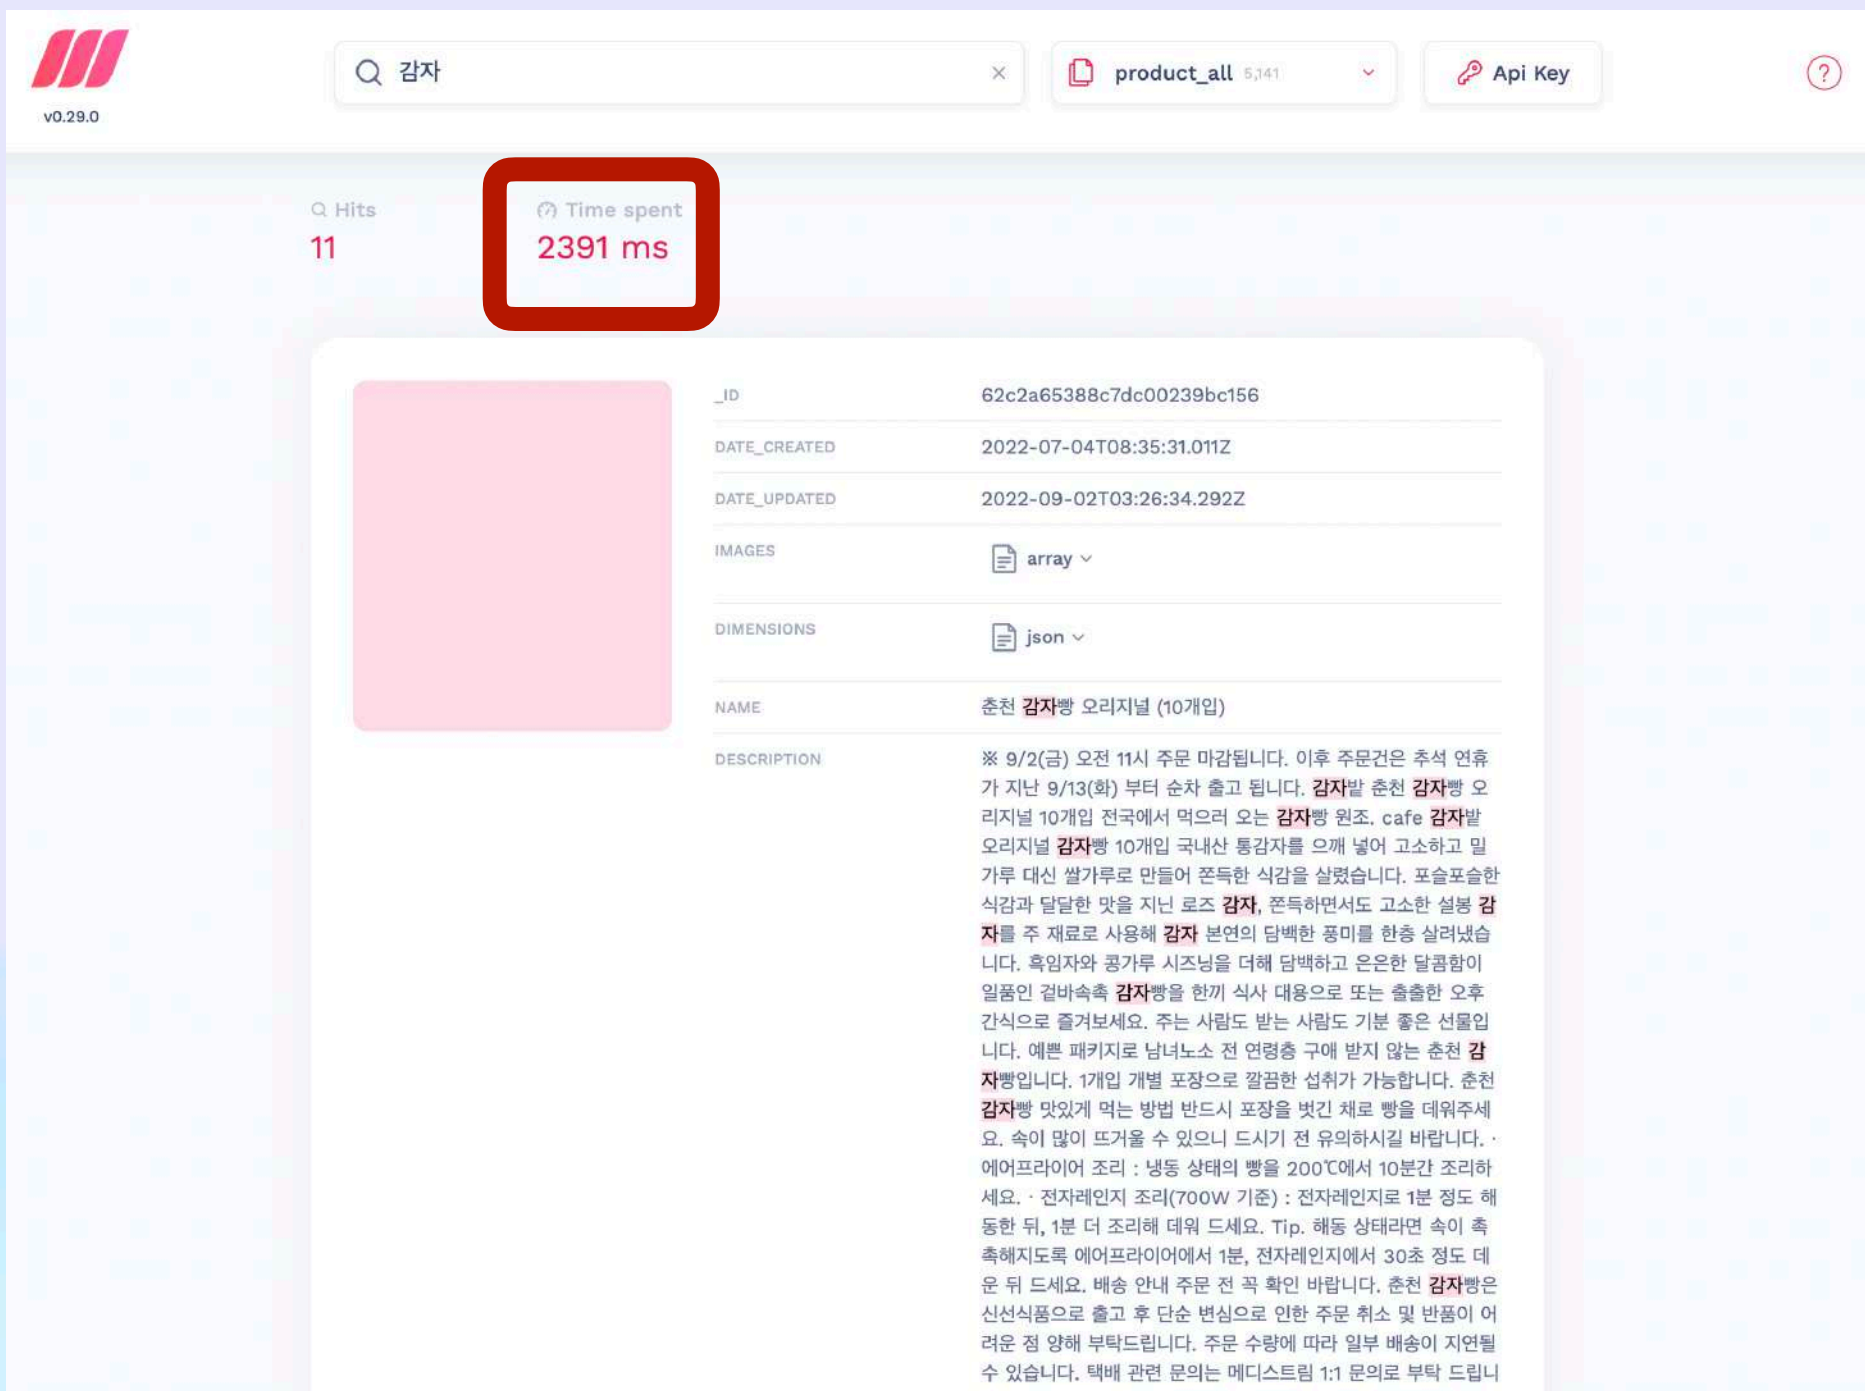 감자
product_all 5,141
Api Key
v0.29.0
Hits
11
Time spent
2391 ms
_ID
62c2a65388c7dc00239bc156
DATE_CREATED
2022-07-04T08:35:31.011Z
DATE_UPDATED
2022-09-02T03:26:34.292Z
IMAGES
array
DIMENSIONS
json
NAME
춘천 감자빵 오리지널 (10개입)
DESCRIPTION
※ 9/2(금) 오전 11시 주문 마감됩니다. 이후 주문건은 추석 연휴
가 지난 9/13(화) 부터 순차 출고 됩니다. 감자밭 춘천 감자빵 오
리지널 10개입 전국에서 먹으러 오는 감자빵 원조. cafe 감자밭
오리지널 감자빵 10개입 국내산 통감자를 으깨 넣어 고소하고 밀
가루 대신 쌀가루로 만들어 쫀득한 식감을 살렸습니다. 포슬포슬한
식감과 달달한 맛을 지닌 로즈 감자, 쫀득하면서도 고소한 설봉 감
자를 주 재료로 사용해 감자 본연의 담백한 풍미를 한층 살려냈습
니다. 흑임자와 콩가루 시즈닝을 더해 담백하고 은은한 달콤함이
일품인 겉바속촉 감자빵을 한끼 식사 대용으로 또는 출출한 오후
간식으로 즐겨보세요. 주는 사람도 받는 사람도 기분 좋은 선물입
니다. 예쁜 패키지로 남녀노소 전 연령층 구애 받지 않는 춘천 감
자빵입니다. 1개입 개별 포장으로 깔끔한 섭취가 가능합니다. 춘천
감자빵 맛있게 먹는 방법 반드시 포장을 벗긴 채로 빵을 데워주세
요. 속이 많이 뜨거울 수 있으니 드시기 전 유의하시길 바랍니다. ·
에어프라이어 조리 : 냉동 상태의 빵을 200℃에서 10분간 조리하
세요. · 전자레인지 조리(700W 기준) : 전자레인지로 1분 정도 해
동한 뒤, 1분 더 조리해 데워 드세요. Tip. 해동 상태라면 속이 촉
촉해지도록 에어프라이어에서 1분, 전자레인지에서 30초 정도 데
운 뒤 드세요. 배송 안내 주문 전 꼭 확인 바랍니다. 춘천 감자빵은
신선식품으로 출고 후 단순 변심으로 인한 주문 취소 및 반품이 어
려운 점 양해 부탁드립니다. 주문 수량에 따라 일부 배송이 지연될
수 있습니다. 택배 관련 문의는 메디스트림 1:1 문의로 부탁 드립니